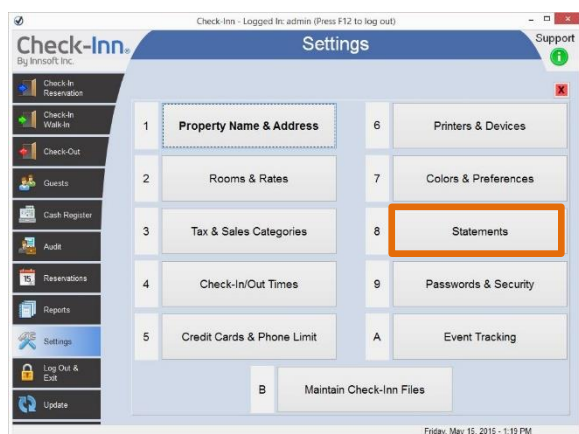 Check-Inn - Logged In: admin (Press F12 to log out)
Check-Inn®
By Innsoft Inc.
Settings
Support
Check-In
Reservation
Check-In
Walk-In
Check-Out
Guests
Cash Register
Audit
15
Reservations
Reports
Settings
Log Out &
Exit
Update
X
1 Property Name & Address
6 Printers & Devices
2 Rooms & Rates
7 Colors & Preferences
3 Tax & Sales Categories
8 Statements
4 Check-In/Out Times
9 Passwords & Security
5 Credit Cards & Phone Limit
A Event Tracking
B Maintain Check-Inn Files
Friday, May 15, 2015 - 1:19 PM